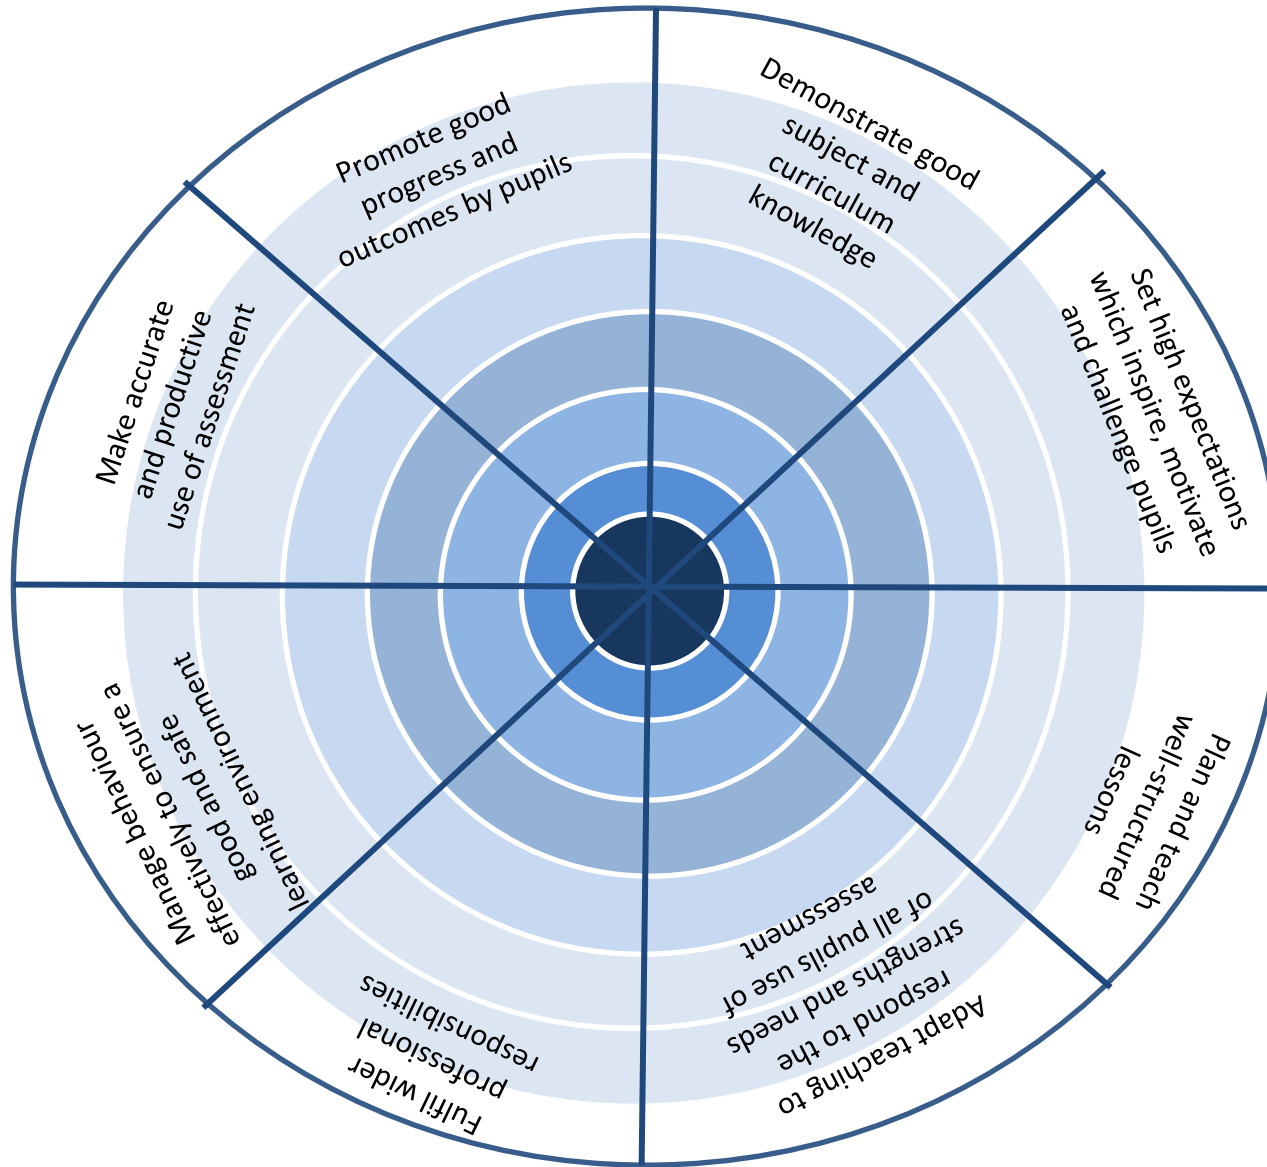 Demonstrate good
subject and
curriculum
knowledge
Set high expectations
which inspire, motivate
and challenge pupils
Plan and teach
well-structured
lessons
Adapt teaching to
respond to the
strengths and needs
of all pupils use of
assessment
Fulfil wider
professional
responsibilities
Manage behaviour
effectively to ensure a
good and safe
learning environment
Make accurate
and productive
use of assessment
Promote good
progress and
outcomes by pupils